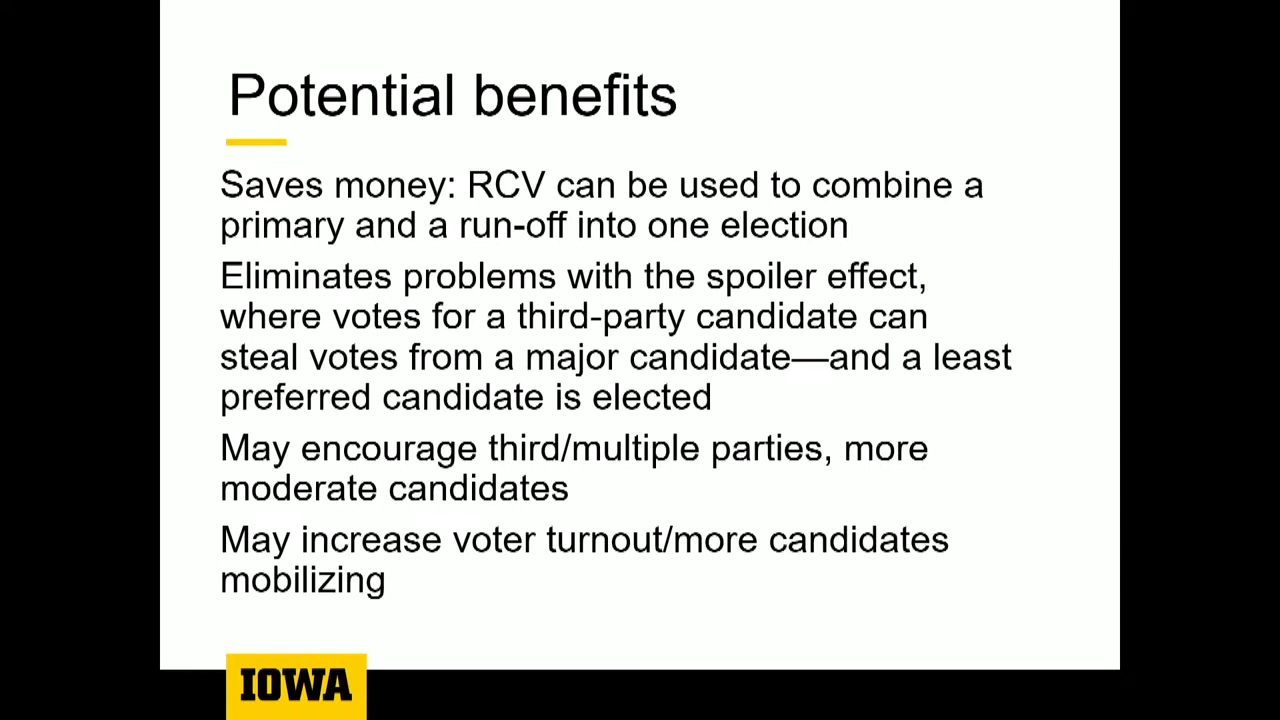 Potential benefits
Saves money: RCV can be used to combine a
primary and a run-off into one election
Eliminates problems with the spoiler effect,
where votes for a third-party candidate can
steal votes from a major candidate—and a least
preferred candidate is elected
May encourage third/multiple parties, more
moderate candidates
May increase voter turnout/more candidates
mobilizing
IOWA